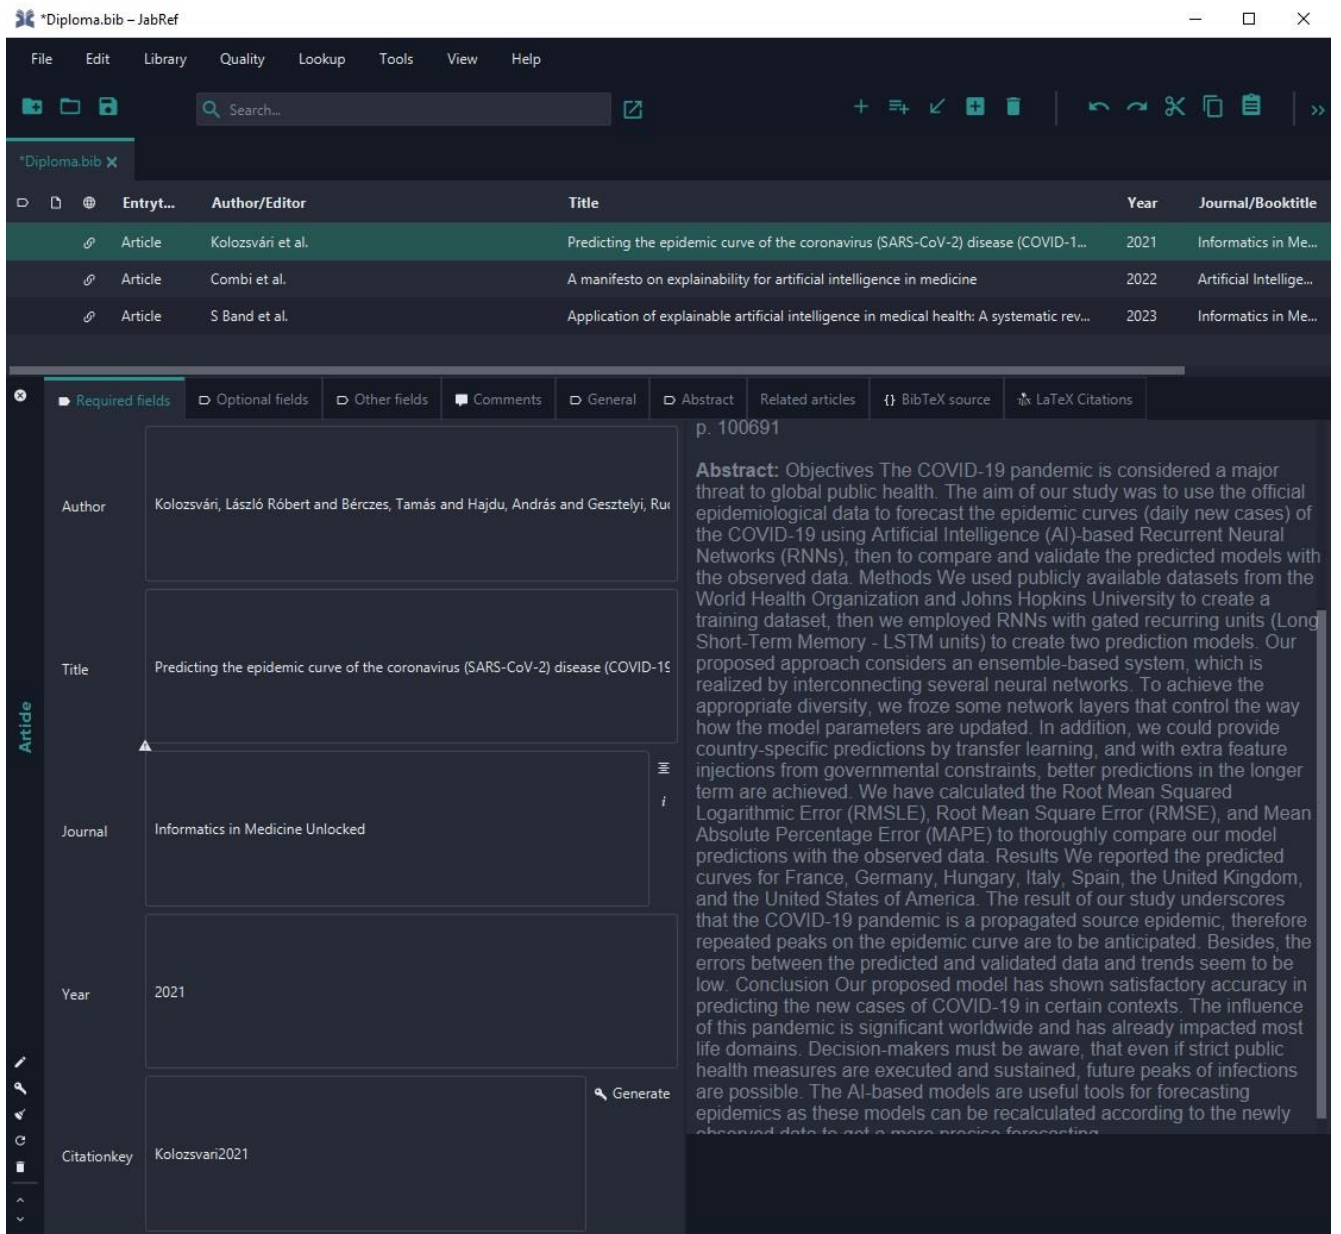 *Diploma.bib – JabRef
File Edit Library Quality Lookup Tools View Help
Search...
*Diploma.bib
Entryt... Author/Editor Title Year Journal/Booktitle
Article Kolozsvári et al. Predicting the epidemic curve of the coronavirus (SARS-CoV-2) disease (COVID-1... 2021 Informatics in Me...
Article Combi et al. A manifesto on explainability for artificial intelligence in medicine 2022 Artificial Intellige...
Article S Band et al. Application of explainable artificial intelligence in medical health: A systematic rev... 2023 Informatics in Me...
Required fields Optional fields Other fields Comments General Abstract Related articles {} BibTeX source LaTeX Citations
Article
Author Kolozsvári, László Róbert and Bérczes, Tamás and Hajdu, András and Gesztelyi, Ru
Title Predicting the epidemic curve of the coronavirus (SARS-CoV-2) disease (COVID-19
Journal Informatics in Medicine Unlocked
Year 2021
Generate
Citationkey Kolozsvari2021
p. 100691
Abstract: Objectives The COVID-19 pandemic is considered a major
threat to global public health. The aim of our study was to use the official
epidemiological data to forecast the epidemic curves (daily new cases) of
the COVID-19 using Artificial Intelligence (AI)-based Recurrent Neural
Networks (RNNs), then to compare and validate the predicted models with
the observed data. Methods We used publicly available datasets from the
World Health Organization and Johns Hopkins University to create a
training dataset, then we employed RNNs with gated recurring units (Long
Short-Term Memory - LSTM units) to create two prediction models. Our
proposed approach considers an ensemble-based system, which is
realized by interconnecting several neural networks. To achieve the
appropriate diversity, we froze some network layers that control the way
how the model parameters are updated. In addition, we could provide
country-specific predictions by transfer learning, and with extra feature
injections from governmental constraints, better predictions in the longer
term are achieved. We have calculated the Root Mean Squared
Logarithmic Error (RMSLE), Root Mean Square Error (RMSE), and Mean
Absolute Percentage Error (MAPE) to thoroughly compare our model
predictions with the observed data. Results We reported the predicted
curves for France, Germany, Hungary, Italy, Spain, the United Kingdom,
and the United States of America. The result of our study underscores
that the COVID-19 pandemic is a propagated source epidemic, therefore
repeated peaks on the epidemic curve are to be anticipated. Besides, the
errors between the predicted and validated data and trends seem to be
low. Conclusion Our proposed model has shown satisfactory accuracy in
predicting the new cases of COVID-19 in certain contexts. The influence
of this pandemic is significant worldwide and has already impacted most
life domains. Decision-makers must be aware, that even if strict public
health measures are executed and sustained, future peaks of infections
are possible. The AI-based models are useful tools for forecasting
epidemics as these models can be recalculated according to the newly
observed data to get a more precise forecasting